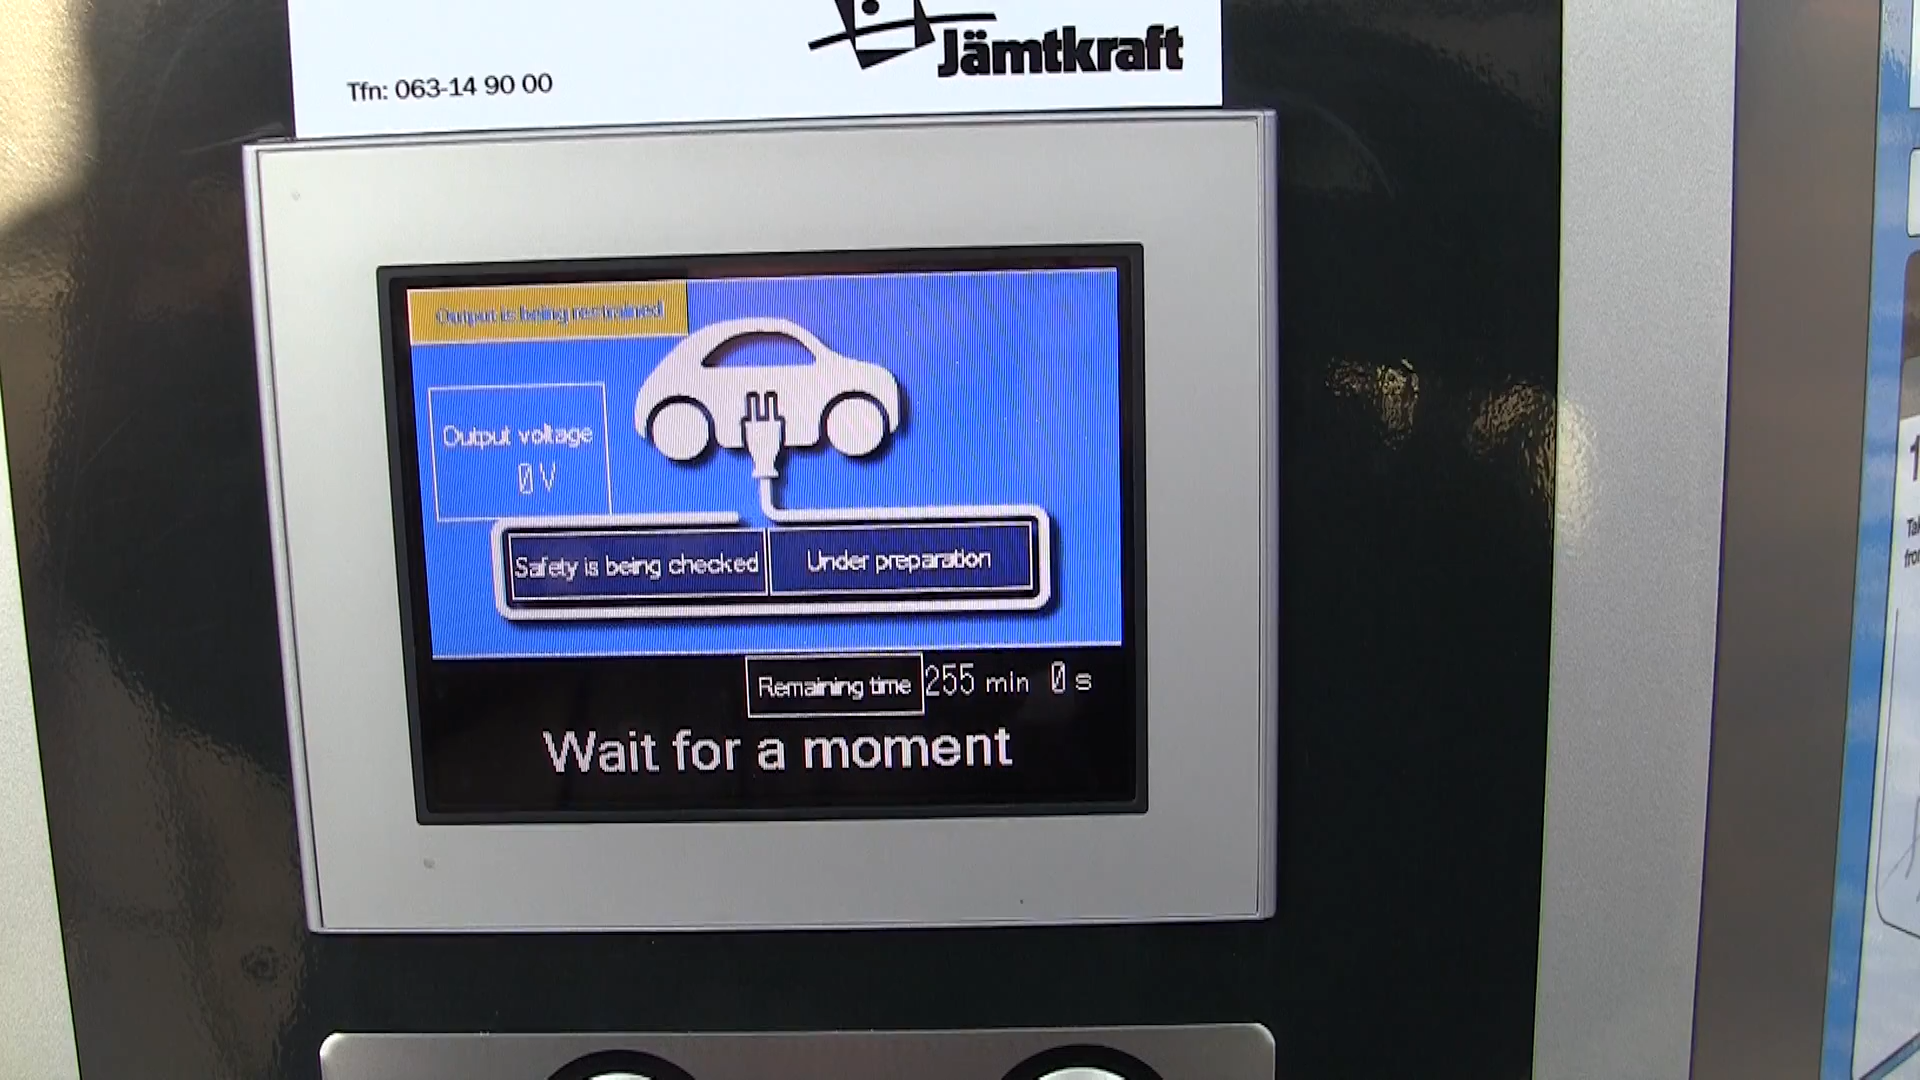 Jämtkraft
Tfn: 063-14 90 00
Output is being restrained
Output voltage
0 V
Safety is being checked
Under preparation
Remaining time 255 min 0 s
Wait for a moment
1